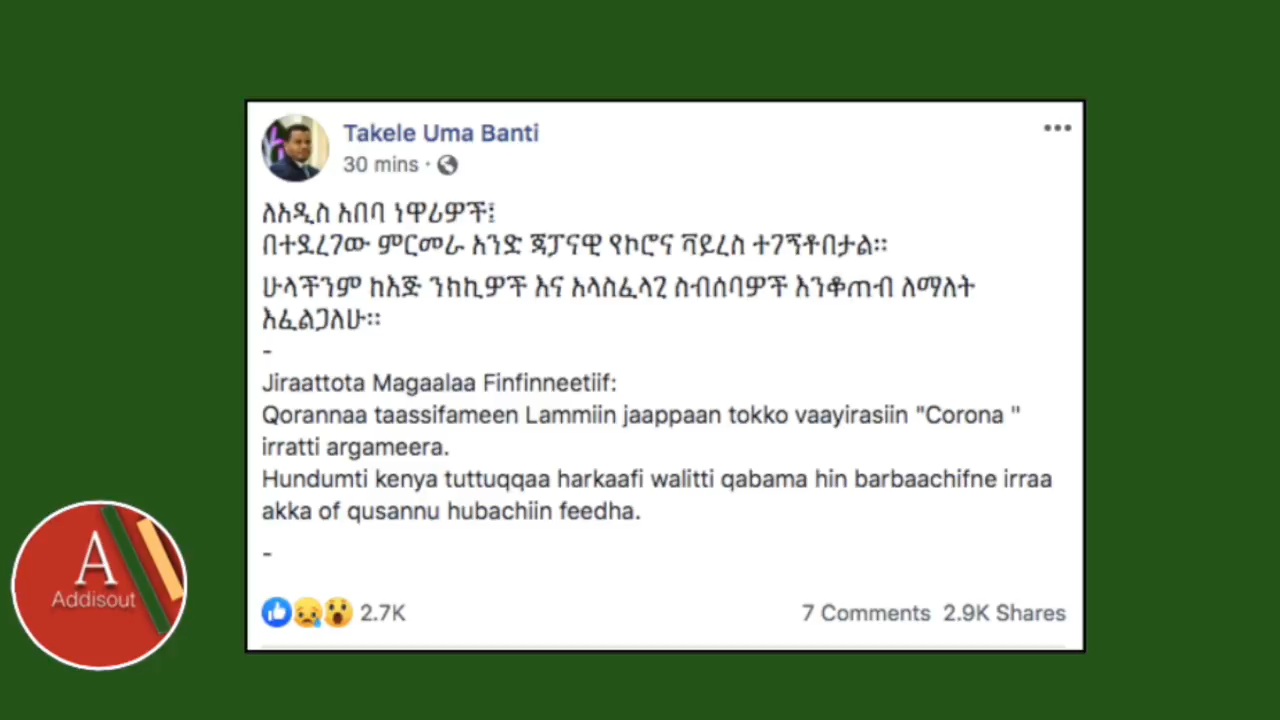 Takele Uma Banti
30 mins ·
ለአዲስ አበባ ነዋሪዎች፤
በተደረገው ምርመራ አንድ ጃፓናዊ የኮሮና ቫይረስ ተገኝቶበታል።
ሁላችንም ከእጅ ንክኪዎች እና አላስፈላጊ ስብሰባዎች እንቆጠብ ለማለት
እፈልጋለሁ።
-
Jiraattota Magaalaa Finfinneetiif:
Qorannaa taassifameen Lammiin jaappaan tokko vaayirasiin "Corona "
irratti argameera.
Hundumti kenya tuttuqqaa harkaafi walitti qabama hin barbaachifne irraa
akka of qusannu hubachiin feedha.
-
2.7K
7 Comments 2.9K Shares
A
Addisout